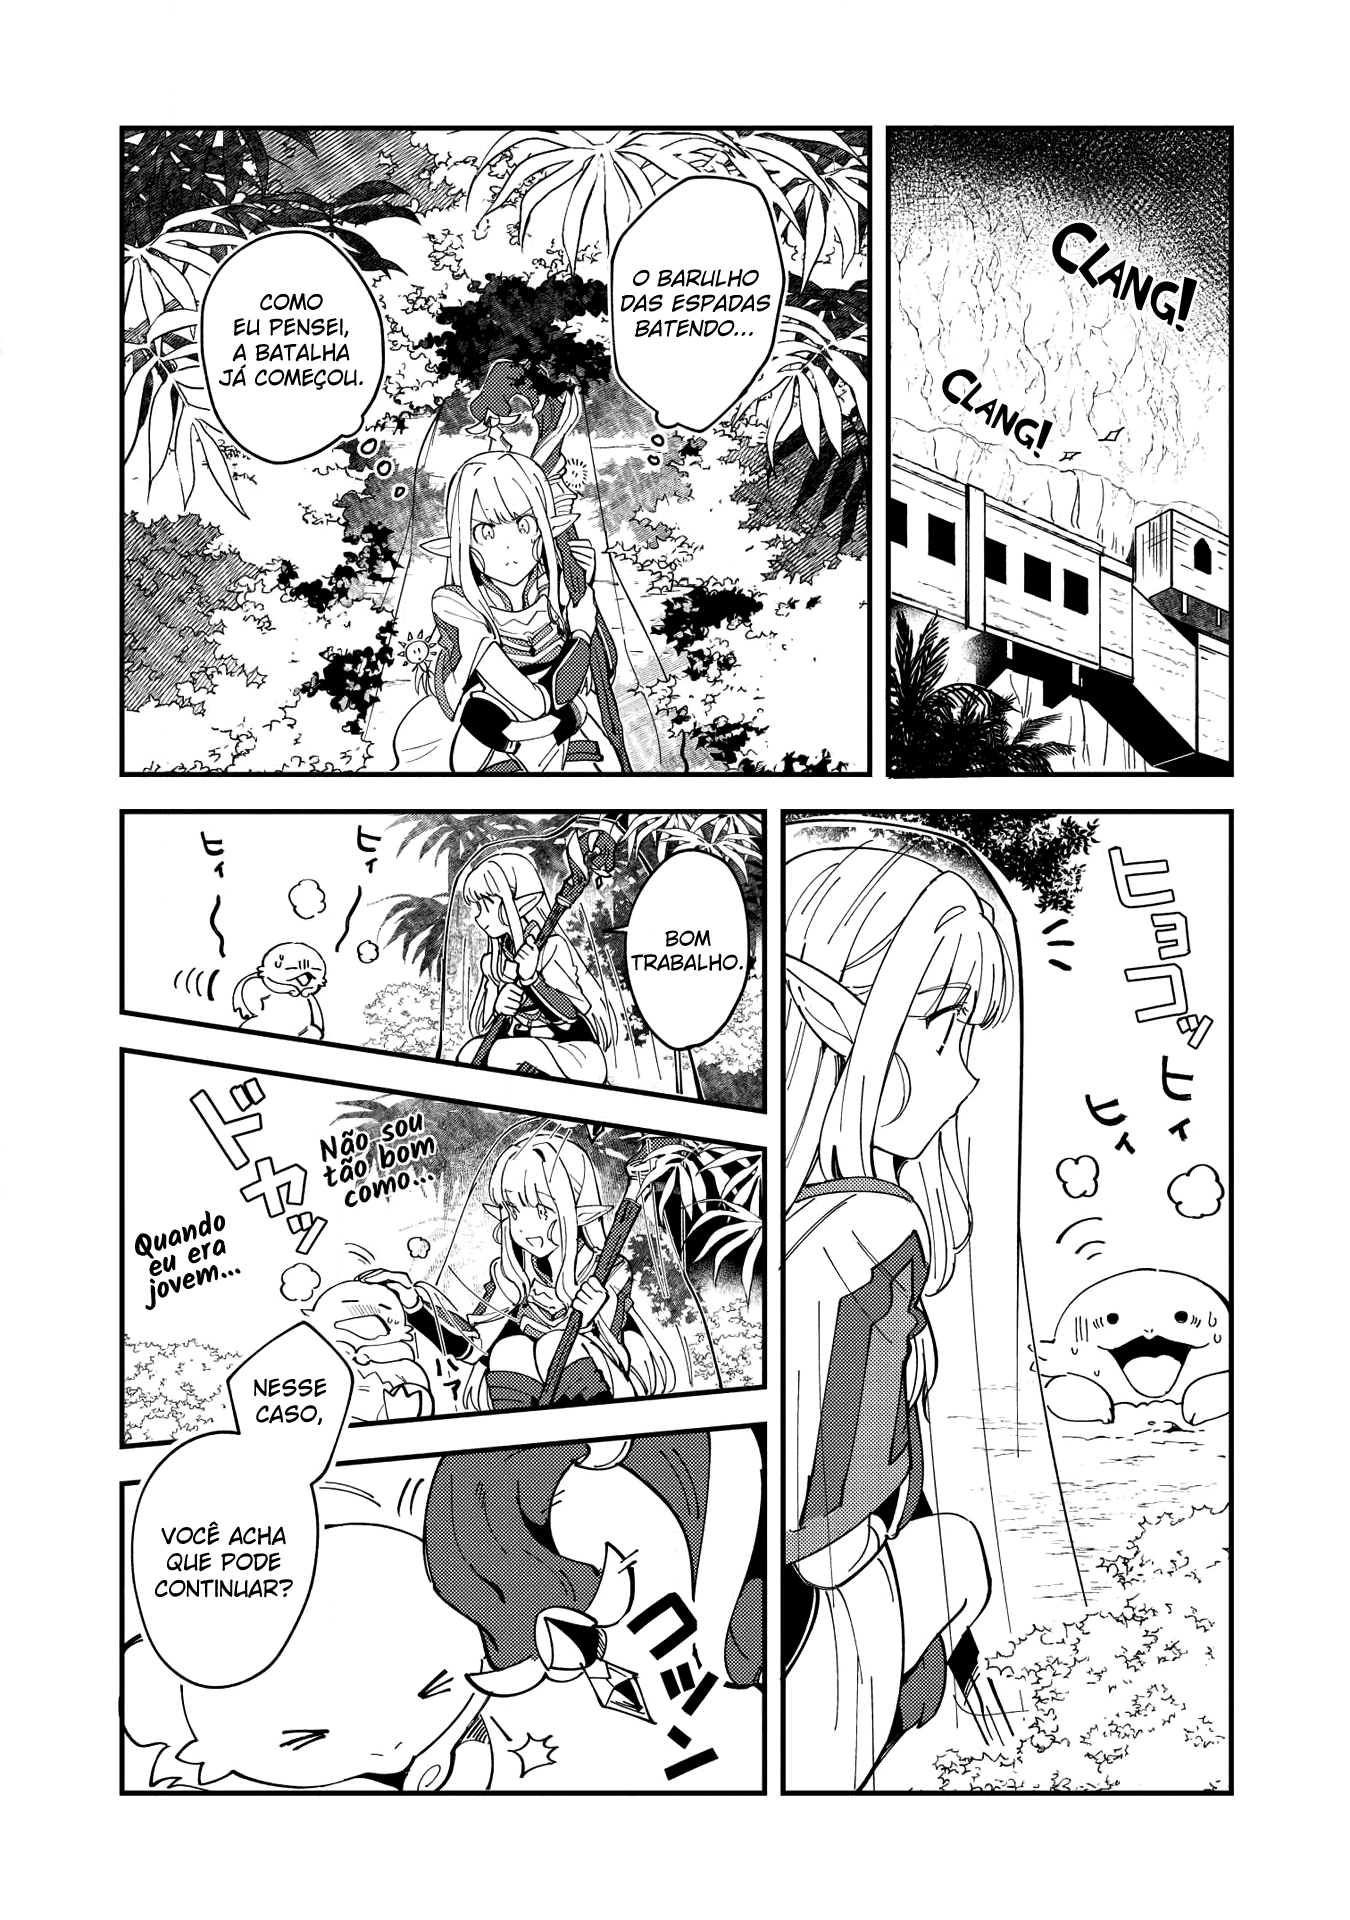 CLANG!
CLANG!
O BARULHO
DAS ESPADAS
BATENDO...
COMO
EU PENSEI,
A BATALHA
JÁ COMEÇOU.
ヒョコッ
ヒィ
ヒィ
BOM
TRABALHO.
ヒィ
ヒィ
Não sou
tão bom
como...
ドヤッ
Quando
eu era
jovem...
ハァ
NESSE
CASO,
VOCÊ ACHA
QUE PODE
CONTINUAR?
コツン